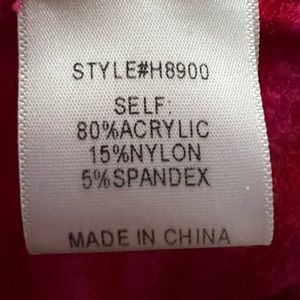 STYLE#H8900
SELF:
80%ACRYLIC
15%NYLON
5%SPANDEX
MADE IN CHINA